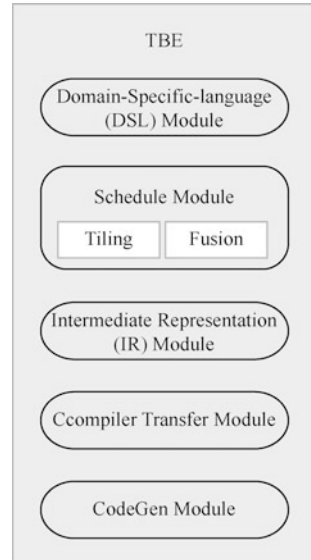 TBE
Domain-Specific-language
(DSL) Module
Schedule Module
Tiling
Fusion
Intermediate Representation
(IR) Module
Ccompiler Transfer Module
CodeGen Module